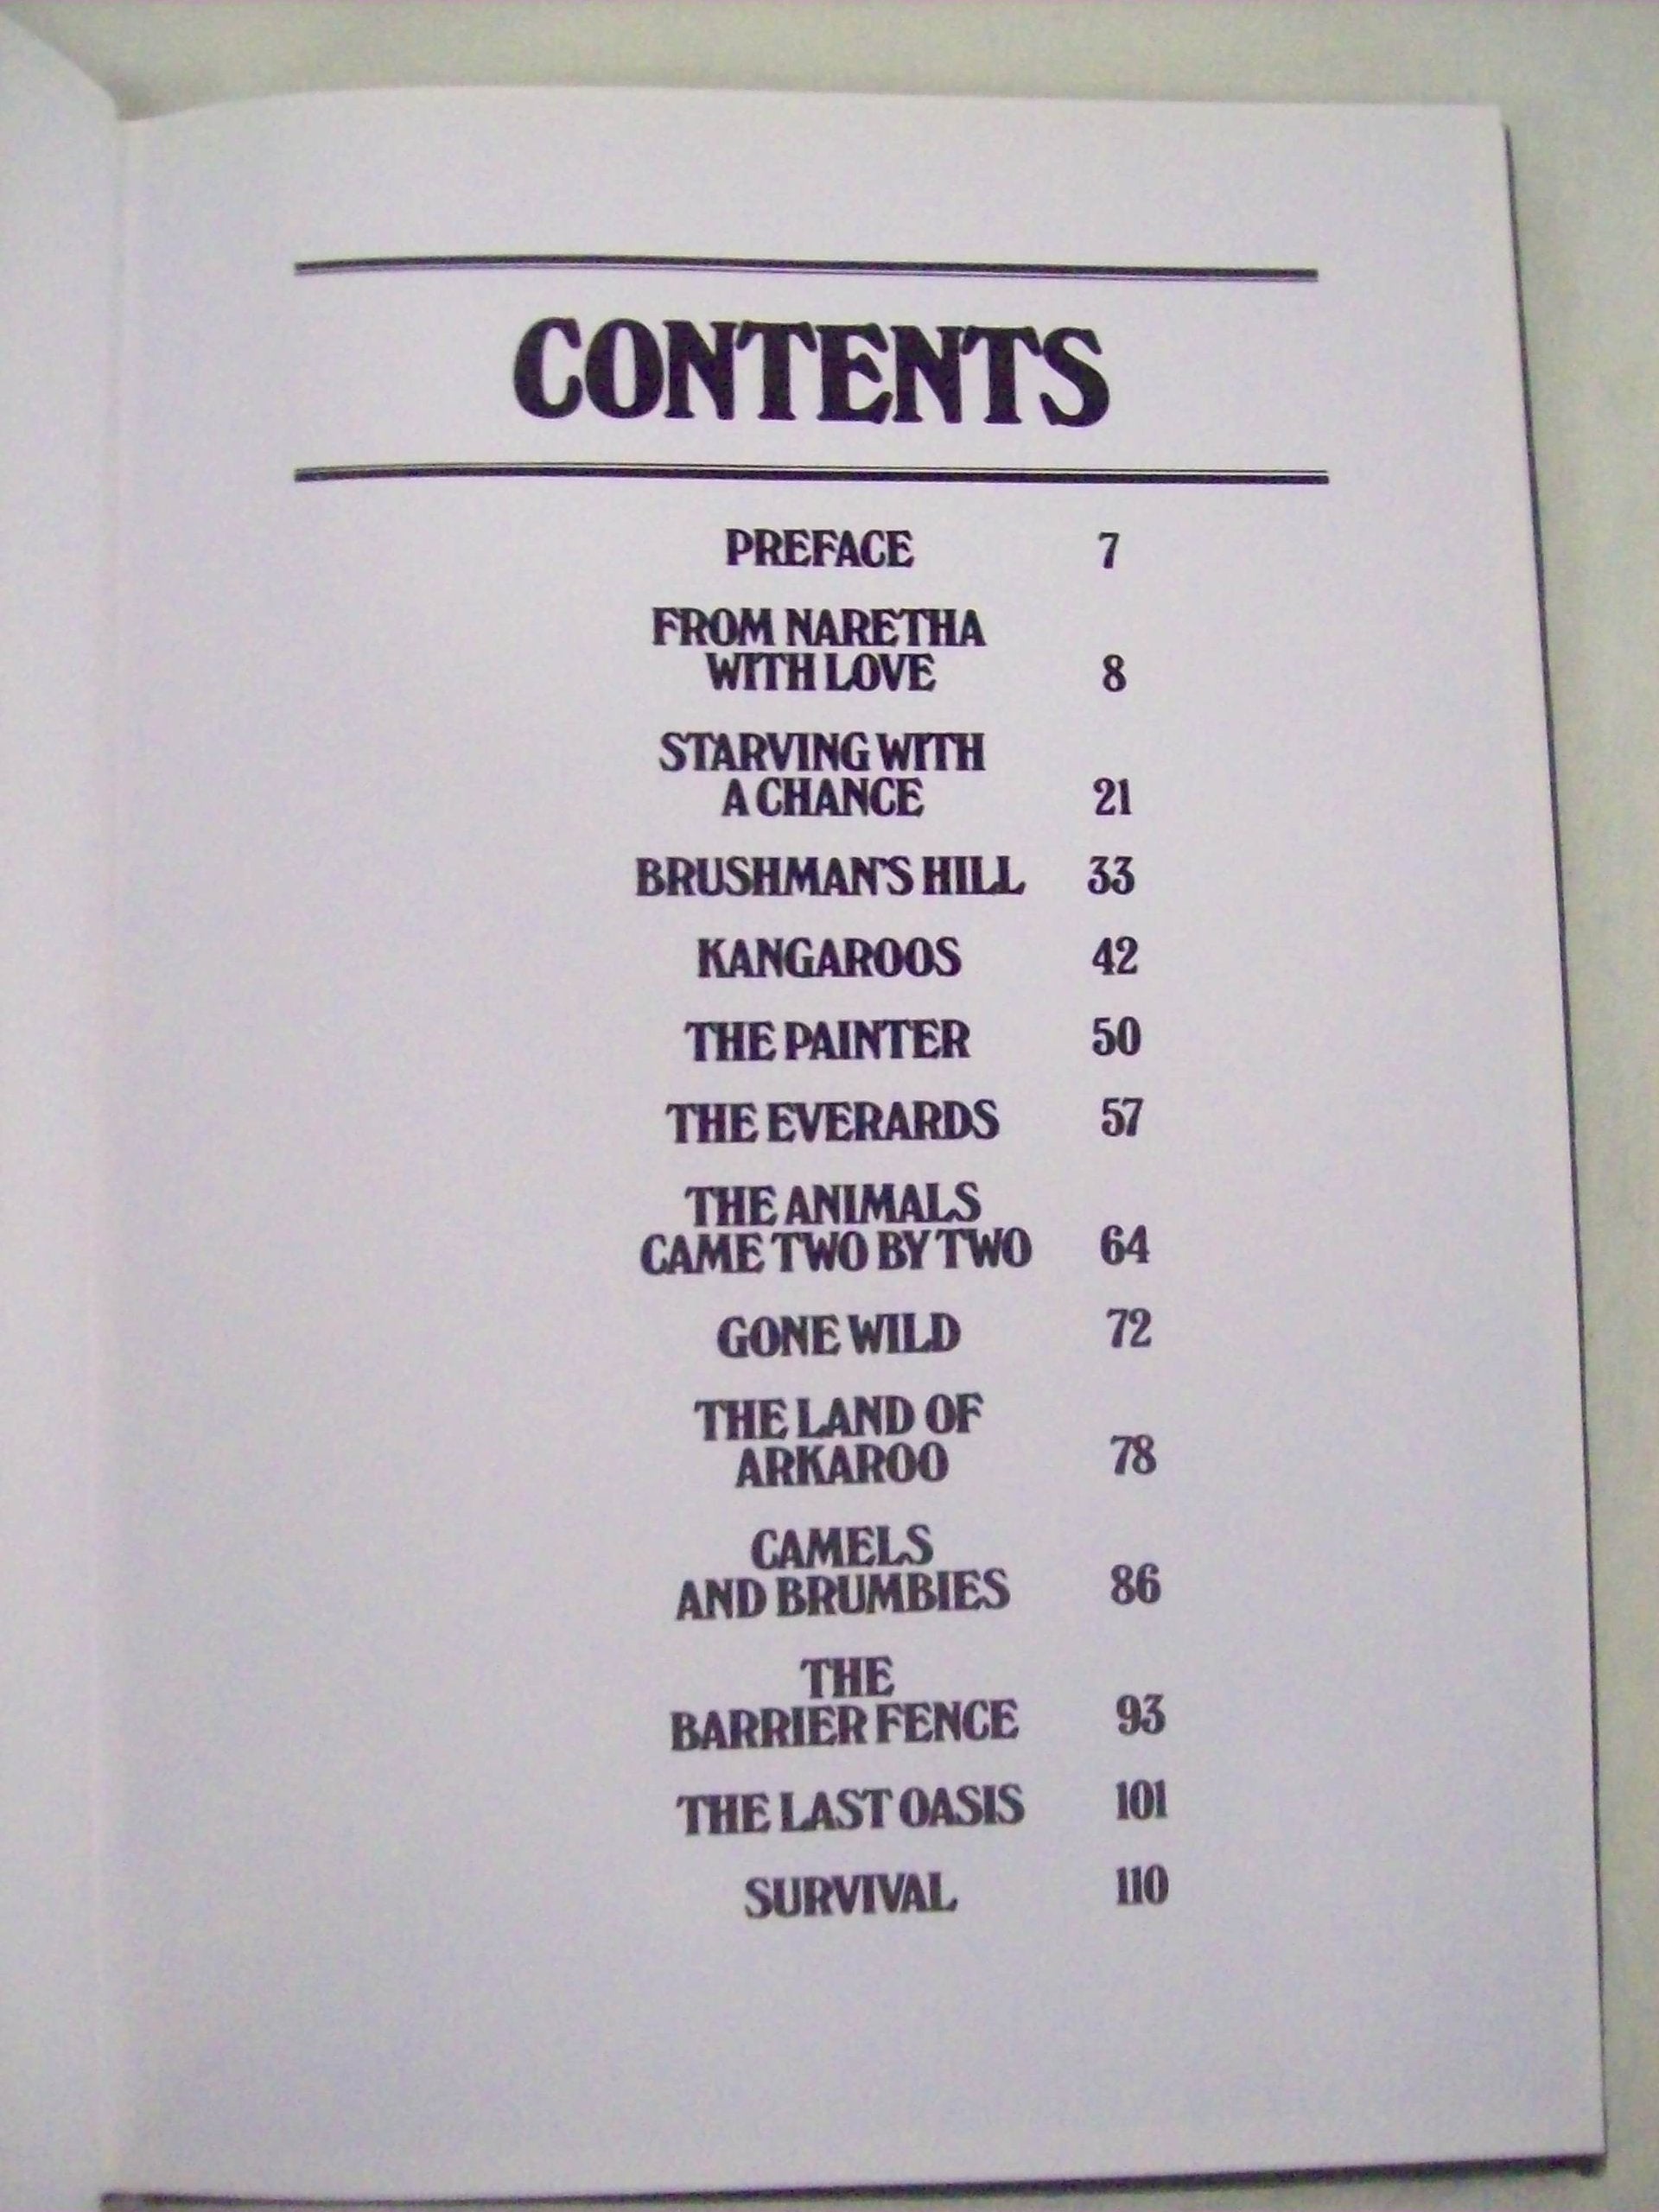 CONTENTS
PREFACE 7
FROM NARETHA
WITH LOVE 8
STARVING WITH
A CHANCE 21
BRUSHMAN'S HILL 33
KANGAROOS 42
THE PAINTER 50
THE EVERARDS 57
THE ANIMALS
CAME TWO BY TWO 64
GONE WILD 72
THE LAND OF
ARKAROO 78
CAMELS
AND BRUMBIES 86
THE
BARRIER FENCE 93
THE LAST OASIS 101
SURVIVAL 110